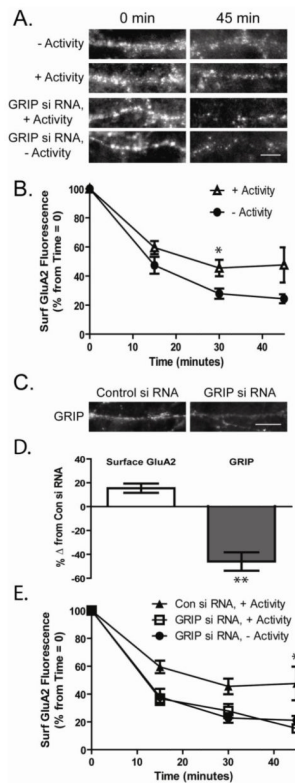 A.
0 min
45 min
- Activity
+ Activity
GRIP si RNA,
+ Activity
GRIP si RNA,
- Activity
B.
Surf GluA2 Fluorescence
(% from Time = 0)
100
80
60
40
20
0
+ Activity
- Activity
*
0
10
20
30
40
Time (minutes)
C.
Control si RNA
GRIP si RNA
GRIP
D.
% Δ from Con si RNA
Surface GluA2
GRIP
40
20
0
-20
-40
-60
**
E.
Surf GluA2 Fluorescence
(% from Time = 0)
100
80
60
40
20
0
Con si RNA, + Activity
GRIP si RNA, + Activity
GRIP si RNA, - Activity
*
0
10
20
30
40
Time (minutes)